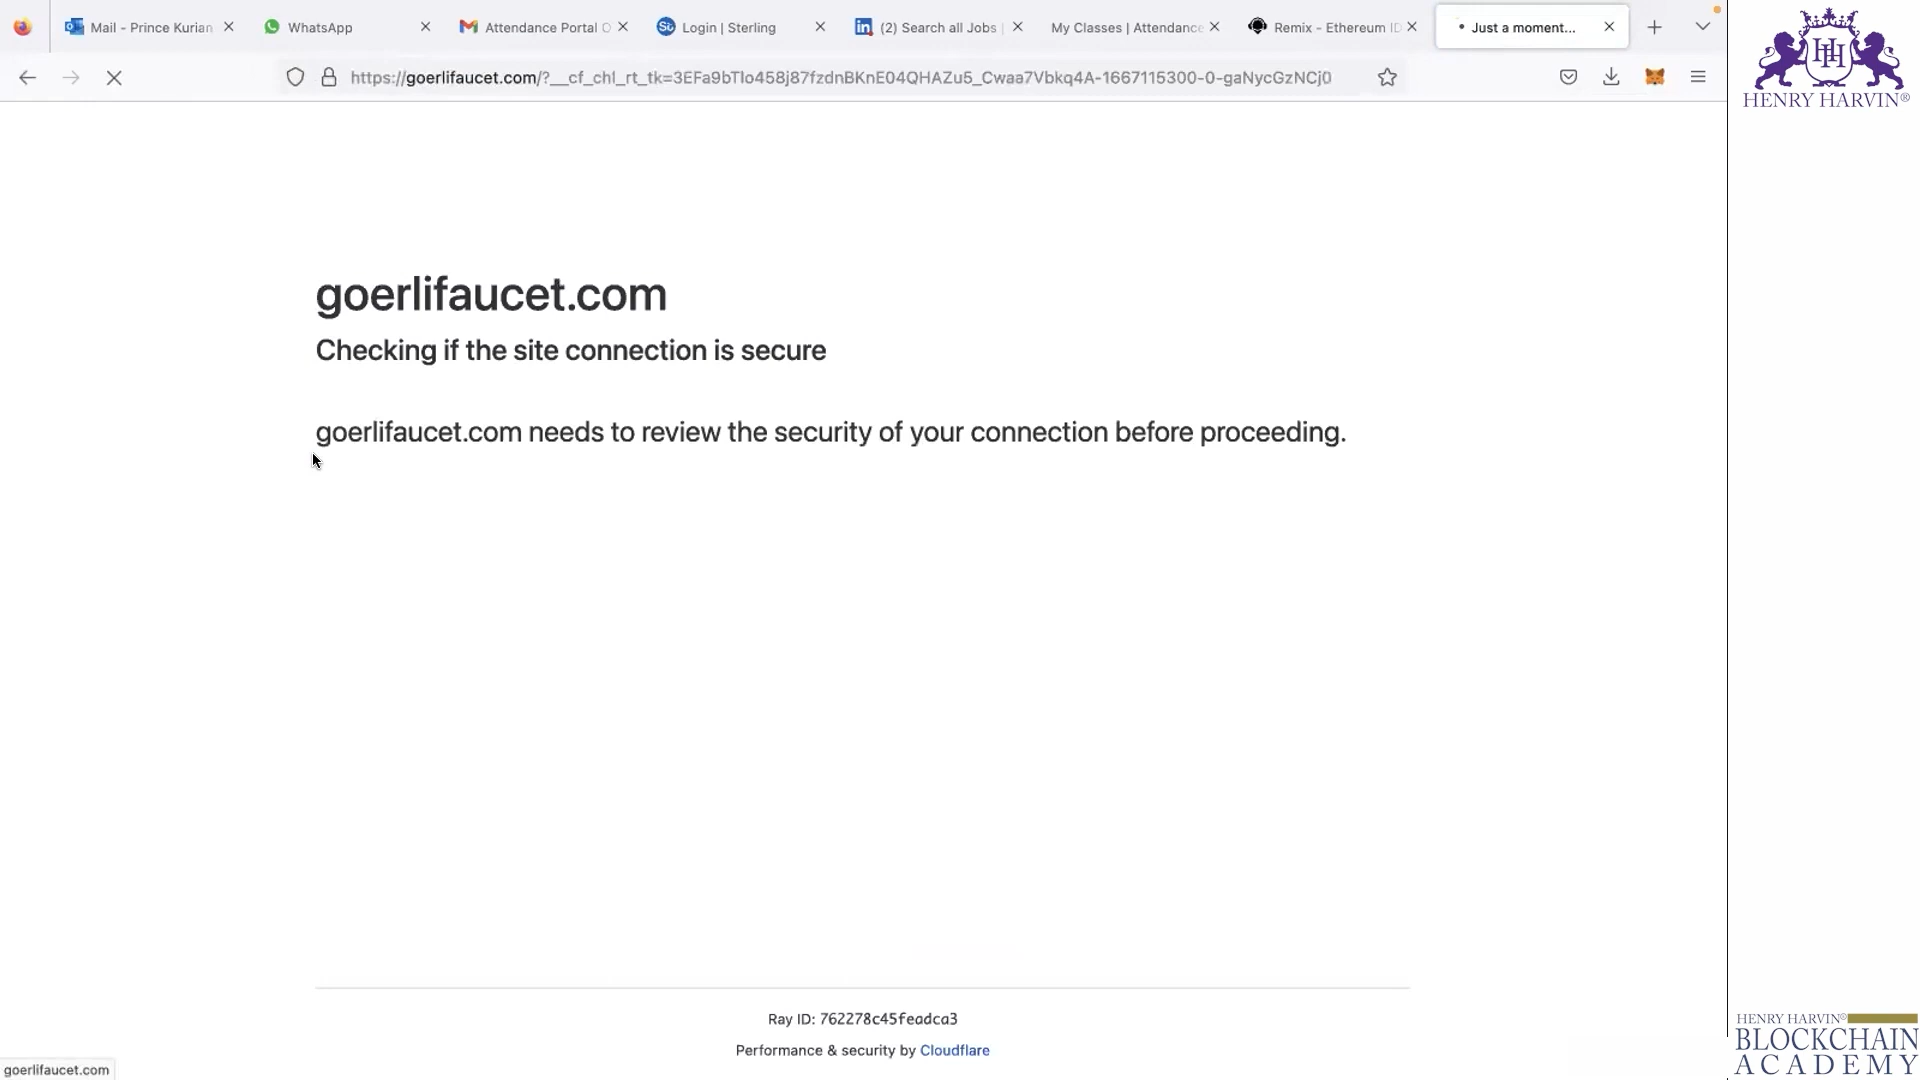 Mail - Prince Kurian
WhatsApp
Attendance Portal
Login | Sterling
(2) Search all Jobs |
My Classes | Attendance
Remix - Ethereum ID
Just a moment...
https://goerlifaucet.com/?__cf_chl_rt_tk=3EFa9bTIo458j87fzdnBKnE04QHAZu5_Cwaa7Vbkq4A-1667115300-0-gaNycGzNCj0
HENRY HARVIN®
goerlifaucet.com
Checking if the site connection is secure
goerlifaucet.com needs to review the security of your connection before proceeding.
Ray ID: 762278c45feadca3
Performance & security by Cloudflare
goerlifaucet.com
HENRY HARVIN®
BLOCKCHAIN
ACADEMY